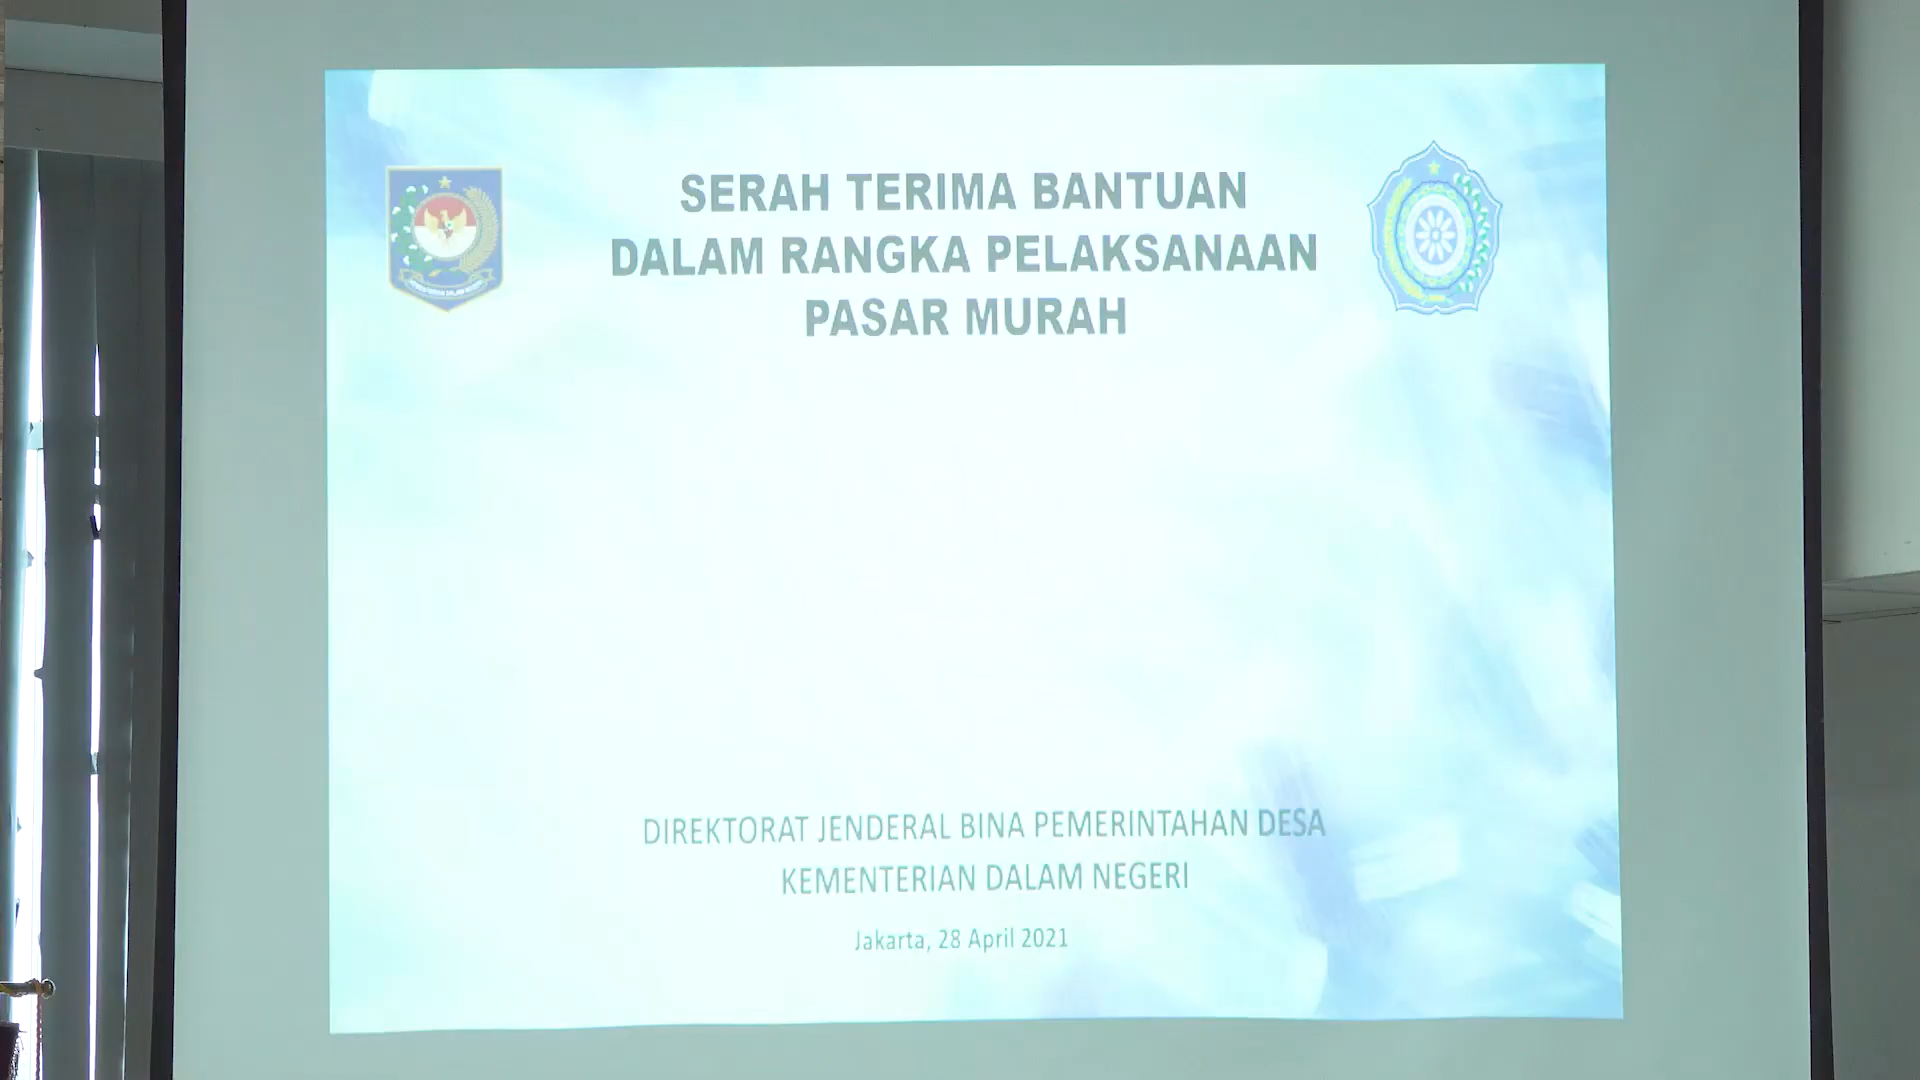 SERAH TERIMA BANTUAN
DALAM RANGKA PELAKSANAAN
PASAR MURAH
DIREKTORAT JENDERAL BINA PEMERINTAHAN DESA
KEMENTERIAN DALAM NEGERI
Jakarta, 28 April 2021